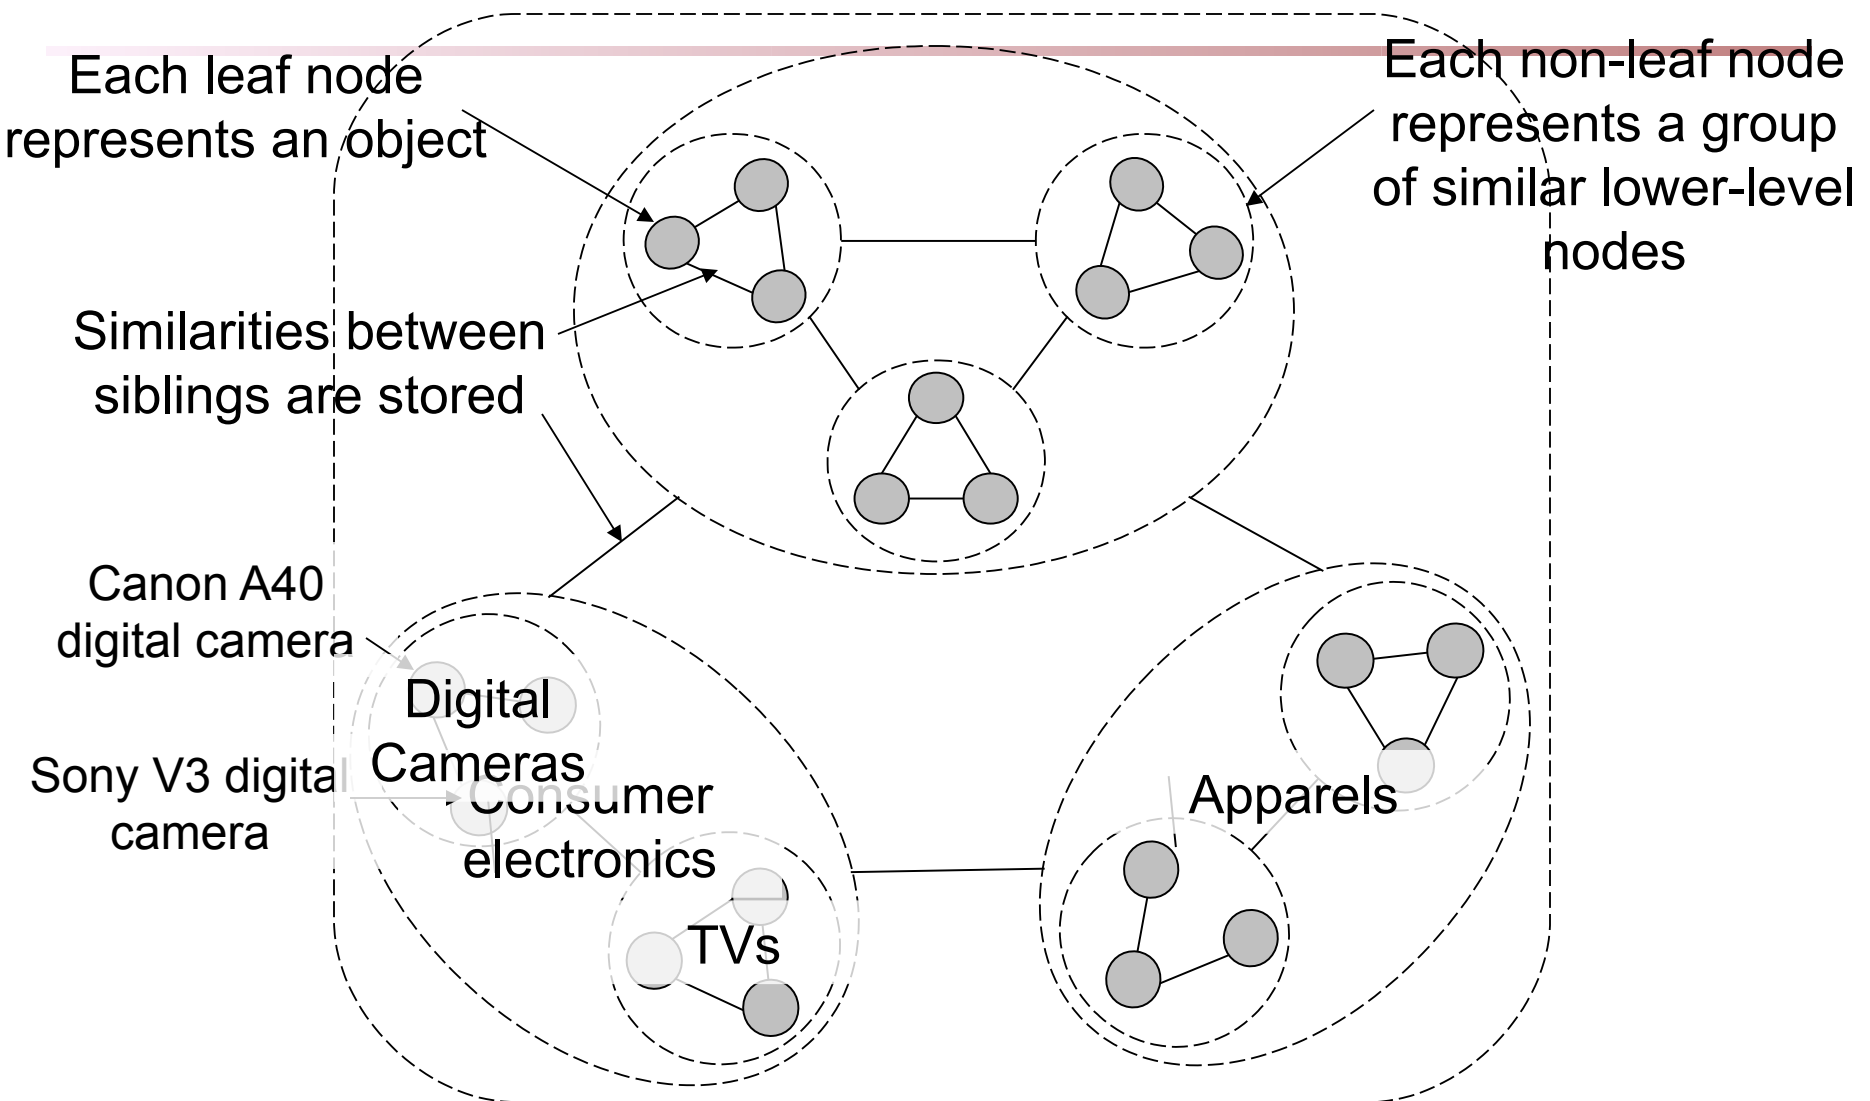 Each leaf node
represents an object
Each non-leaf node
represents a group
of similar lower-level
nodes
Similarities between
siblings are stored
Canon A40
digital camera
Digital
Cameras
Sony V3 digital
camera
Consumer
electronics
Apparels
TVs